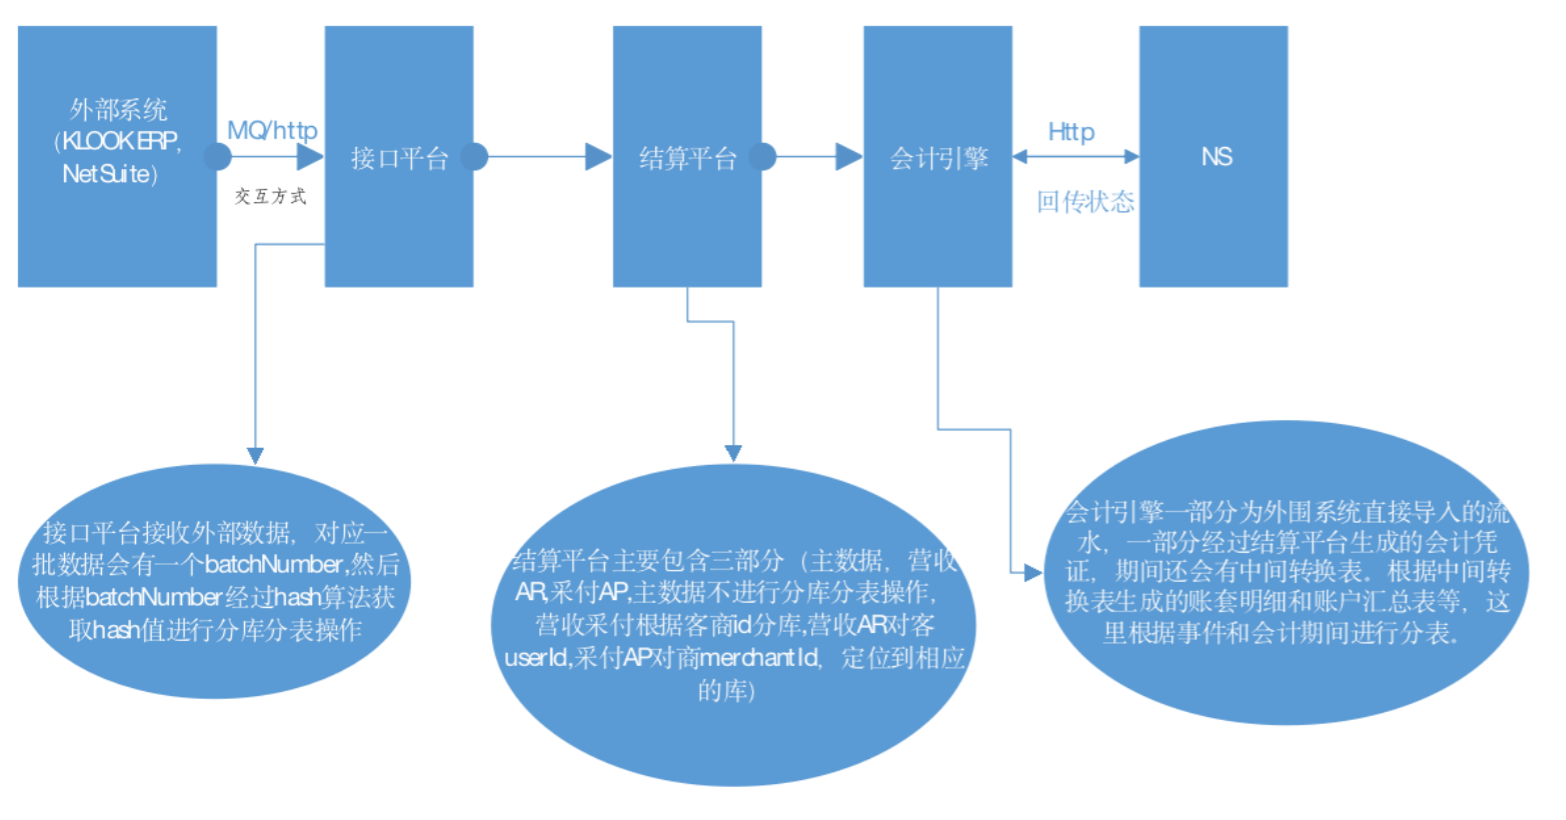 外部系统
（KLOOK ERP,
NetSuite）
MQ/http
交互方式
接口平台
结算平台
会计引擎
Http
回传状态
NS
接口平台接收外部数据，对应一
批数据会有一个batchNumber,然后
根据batchNumber经过hash算法获
取hash值进行分库分表操作
结算平台主要包含三部分（主数据，营收
AR,采付AP,主数据不进行分库分表操作，
营收采付根据客商id分库,营收AR对客
userId,采付AP对商merchantId，定位到相应
的库）
会计引擎一部分为外围系统直接导入的流
水，一部分经过结算平台生成的会计凭
证，期间还会有中间转换表。根据中间转
换表生成的账套明细和账户汇总表等，这
里根据事件和会计期间进行分表。